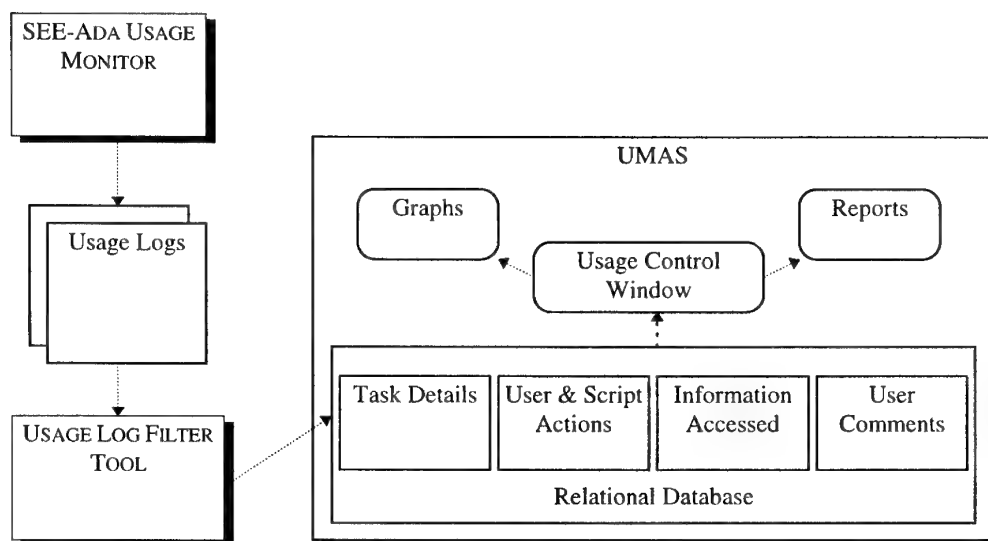 SEE-ADA USAGE
MONITOR
Usage Logs
USAGE LOG FILTER
TOOL
UMAS
Graphs
Reports
Usage Control
Window
Task Details
User & Script
Actions
Information
Accessed
User
Comments
Relational Database